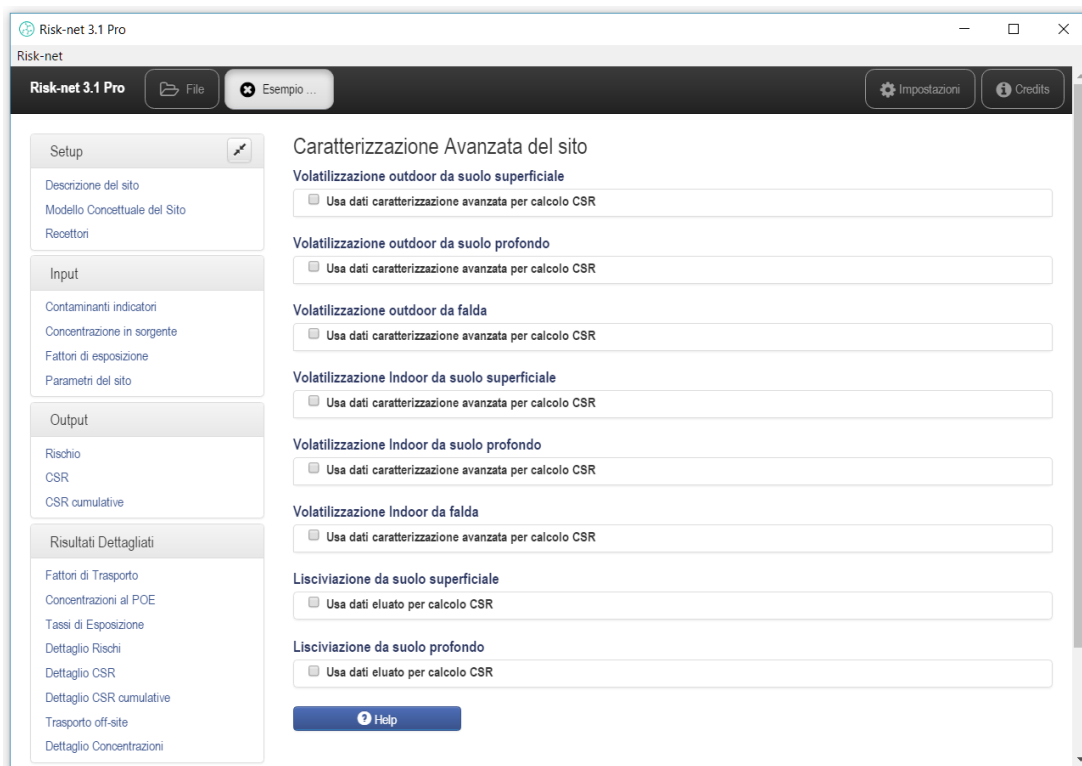 Risk-net 3.1 Pro
Risk-net
Risk-net 3.1 Pro File Esempio ... Impostazioni Credits
Setup
Descrizione del sito
Modello Concettuale del Sito
Recettori
Input
Contaminanti indicatori
Concentrazione in sorgente
Fattori di esposizione
Parametri del sito
Output
Rischio
CSR
CSR cumulative
Risultati Dettagliati
Fattori di Trasporto
Concentrazioni al POE
Tassi di Esposizione
Dettaglio Rischi
Dettaglio CSR
Dettaglio CSR cumulative
Trasporto off-site
Dettaglio Concentrazioni
Caratterizzazione Avanzata del sito
Volatilizzazione outdoor da suolo superficiale
Usa dati caratterizzazione avanzata per calcolo CSR
Volatilizzazione outdoor da suolo profondo
Usa dati caratterizzazione avanzata per calcolo CSR
Volatilizzazione outdoor da falda
Usa dati caratterizzazione avanzata per calcolo CSR
Volatilizzazione Indoor da suolo superficiale
Usa dati caratterizzazione avanzata per calcolo CSR
Volatilizzazione Indoor da suolo profondo
Usa dati caratterizzazione avanzata per calcolo CSR
Volatilizzazione Indoor da falda
Usa dati caratterizzazione avanzata per calcolo CSR
Lisciviazione da suolo superficiale
Usa dati eluato per calcolo CSR
Lisciviazione da suolo profondo
Usa dati eluato per calcolo CSR
Help